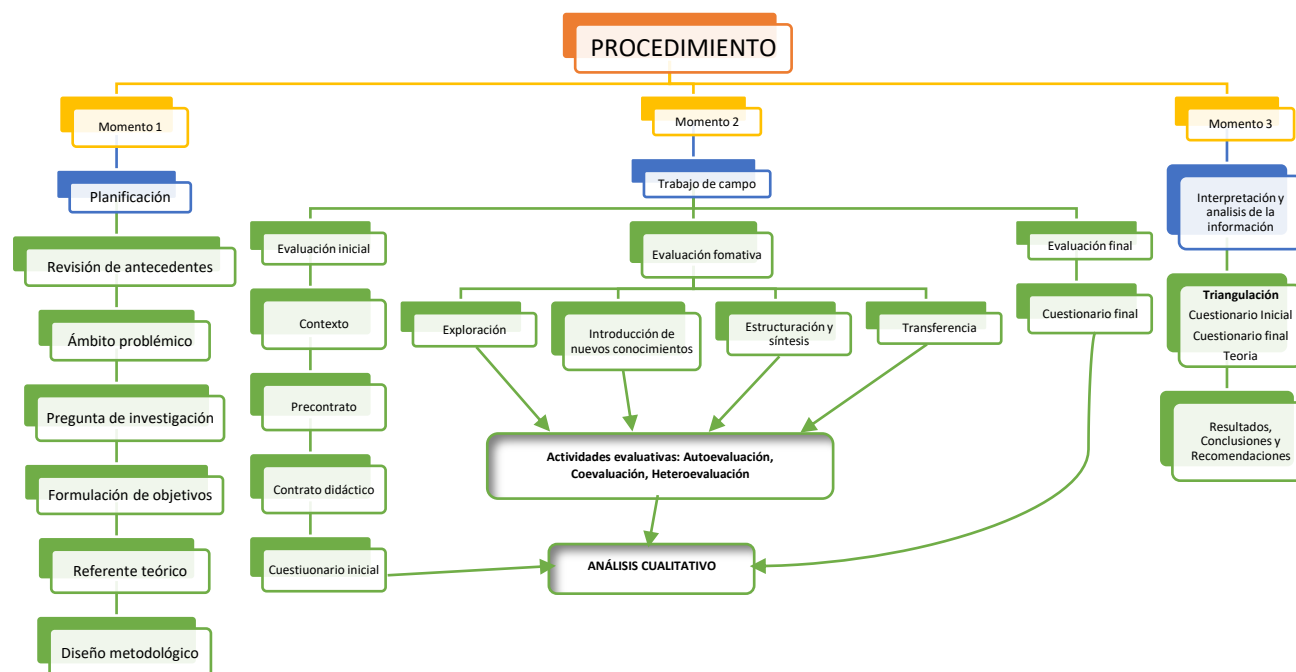 PROCEDIMIENTO
Momento 1
Momento 2
Momento 3
Planificación
Trabajo de campo
Interpretación y
analisis de la
información
Revisión de antecedentes
Ámbito problémico
Pregunta de investigación
Formulación de objetivos
Referente teórico
Diseño metodológico
Evaluación inicial
Contexto
Precontrato
Contrato didáctico
Cuestiuonario inicial
Evaluación fomativa
Exploración
Introducción de
nuevos conocimientos
Estructuración y
síntesis
Transferencia
Actividades evaluativas: Autoevaluación,
Coevaluación, Heteroevaluación
ANÁLISIS CUALITATIVO
Evaluación final
Cuestionario final
Triangulación
Cuestionario Inicial
Cuestionario final
Teoria
Resultados,
Conclusiones y
Recomendaciones